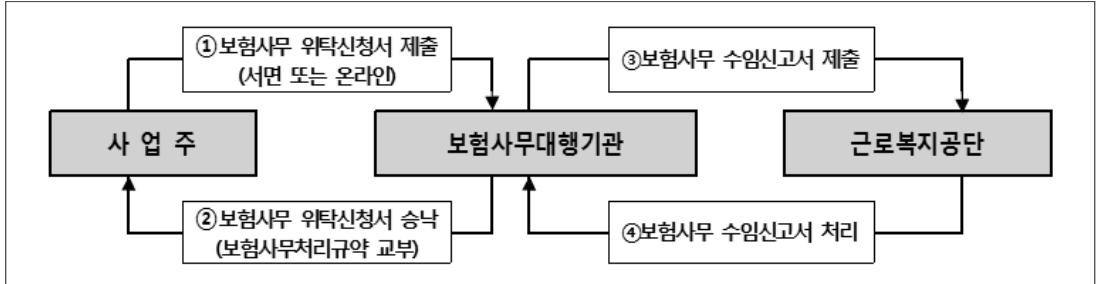 ①보험사무 위탁신청서 제출
(서면 또는 온라인)
③보험사무 수임신고서 제출
사 업 주
보험사무대행기관
근로복지공단
②보험사무 위탁신청서 승낙
(보험사무처리규약 교부)
④보험사무 수임신고서 처리